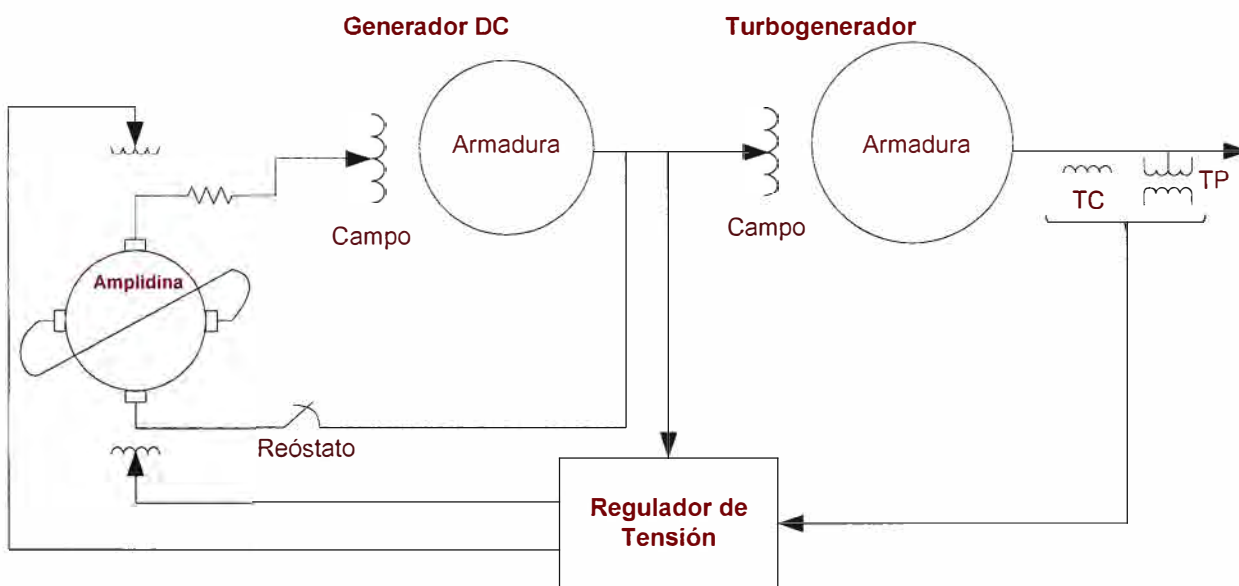 Generador DC
Turbogenerador
Armadura
Armadura
TC
TP
Campo
Campo
Amplidina
Reóstato
Regulador de
Tensión